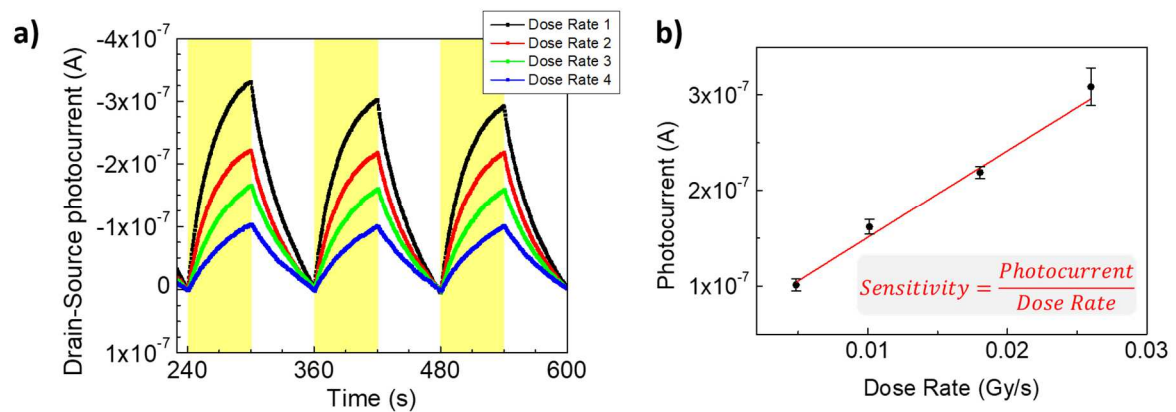 a)
Drain-Source photocurrent (A)
-4x10⁻⁷
-3x10⁻⁷
-2x10⁻⁷
-1x10⁻⁷
0
1x10⁻⁷
240
360
480
600
Time (s)
Dose Rate 1
Dose Rate 2
Dose Rate 3
Dose Rate 4
b)
Photocurrent (A)
3x10⁻⁷
2x10⁻⁷
1x10⁻⁷
Sensitivity = Photocurrent
Dose Rate
0.01
0.02
0.03
Dose Rate (Gy/s)